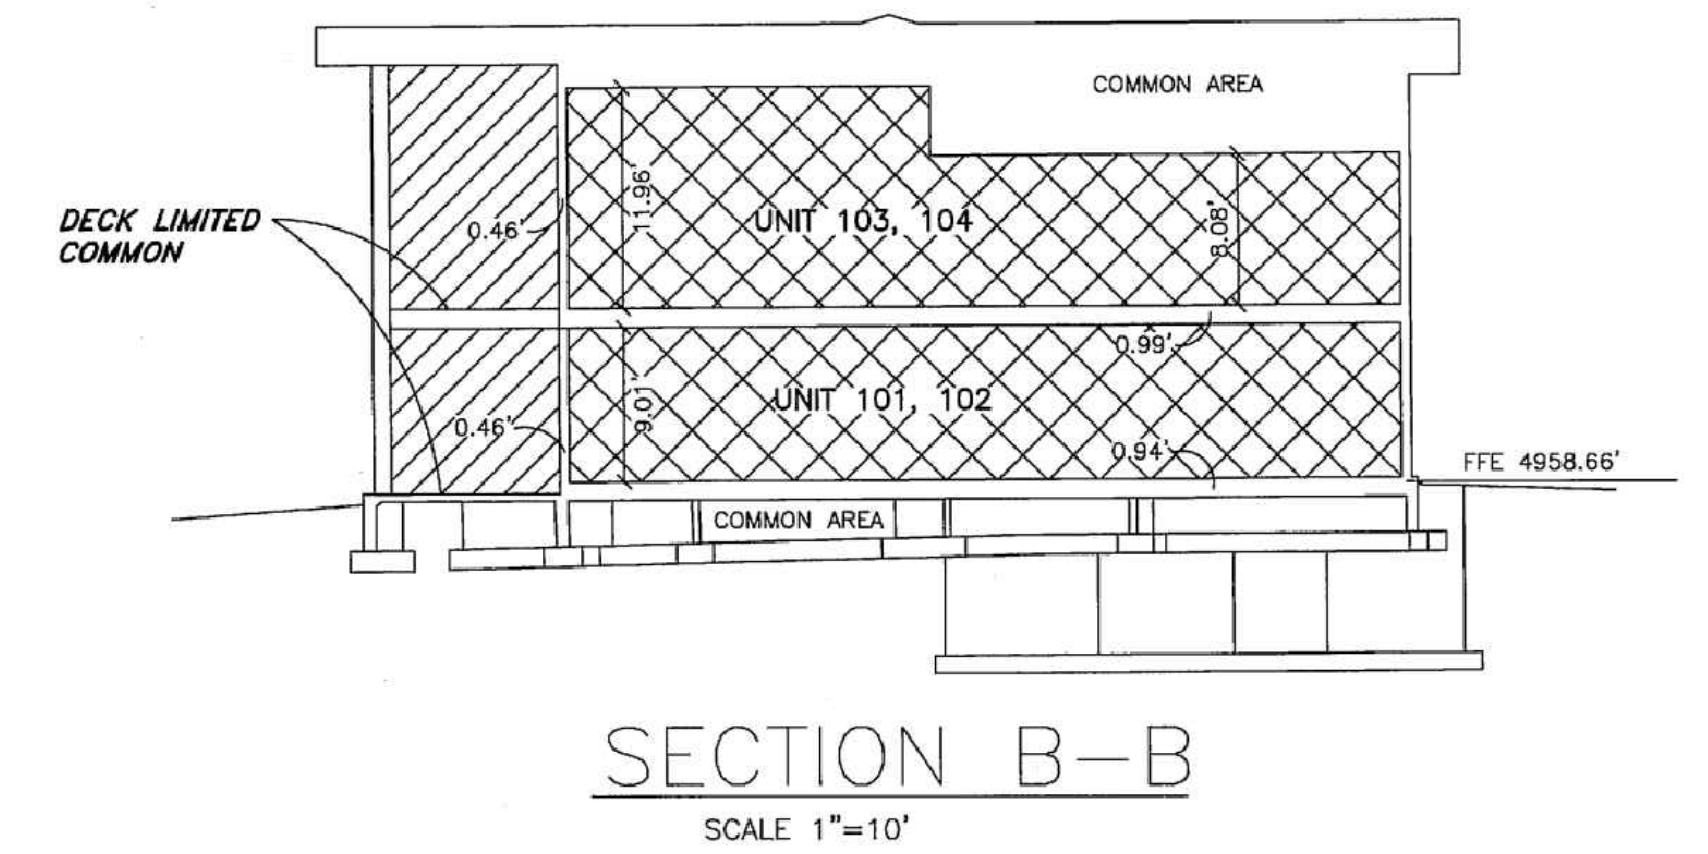 COMMON AREA
11.96'
DECK LIMITED
COMMON
0.46'
UNIT 103, 104
8.08'
0.99'
9.01'
UNIT 101, 102
0.46'
0.94'
FFE 4958.66'
COMMON AREA
SECTION B-B
SCALE 1"=10'